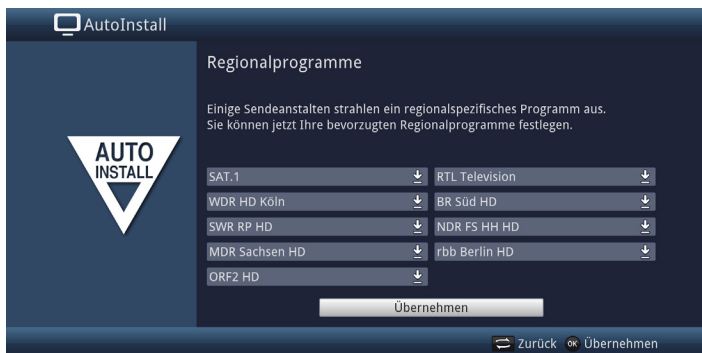 AutoInstall
Regionalprogramme
Einige Sendeanstalten strahlen ein regionalspezifisches Programm aus.
Sie können jetzt Ihre bevorzugten Regionalprogramme festlegen.
AUTO
INSTALL
SAT.1
RTL Television
WDR HD Köln
BR Süd HD
SWR RP HD
NDR FS HH HD
MDR Sachsen HD
rbb Berlin HD
ORF2 HD
Übernehmen
Zurück OK Übernehmen